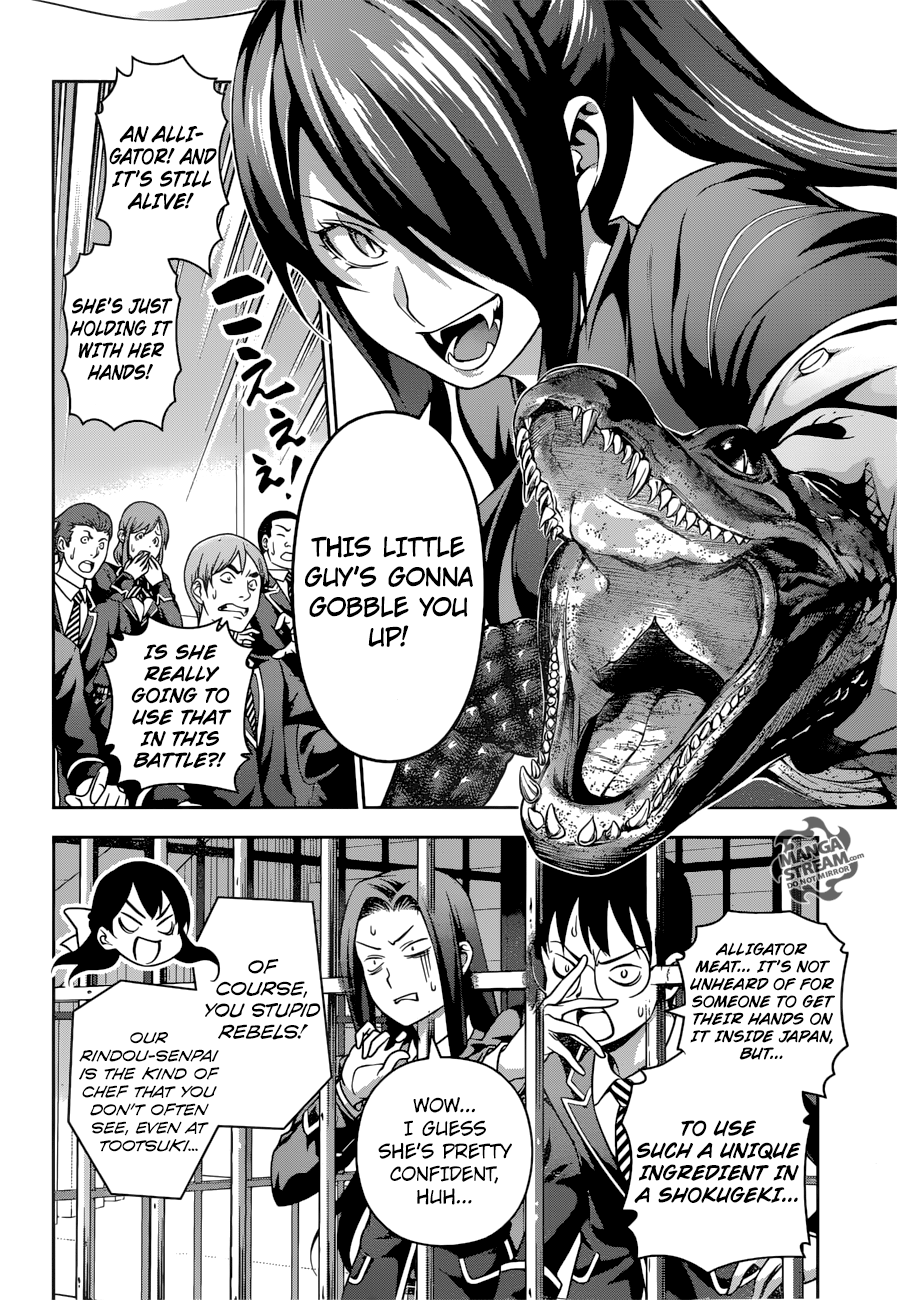 AN ALLI-
GATOR! AND
IT'S STILL
ALIVE!
SHE'S JUST
HOLDING IT
WITH HER
HANDS!
こえぇぇ!
THIS LITTLE
GUY'S GONNA
GOBBLE YOU
UP!
IS SHE
REALLY
GOING TO
USE THAT
IN THIS
BATTLE?!
MANGA
STREAM.com
DO NOT MIRROR!
ALLIGATOR
MEAT... IT'S NOT
UNHEARD OF FOR
SOMEONE TO GET
THEIR HANDS ON
IT INSIDE JAPAN,
BUT...
TO USE
SUCH A UNIQUE
INGREDIENT IN
A SHOKUGEKI...
WOW...
I GUESS
SHE'S PRETTY
CONFIDENT,
HUH...
OF
COURSE,
YOU STUPID
REBELS!
OUR
RINDOU-SENPAI
IS THE KIND OF
CHEF THAT YOU
DON'T OFTEN
SEE, EVEN AT
TOOTSUKI...